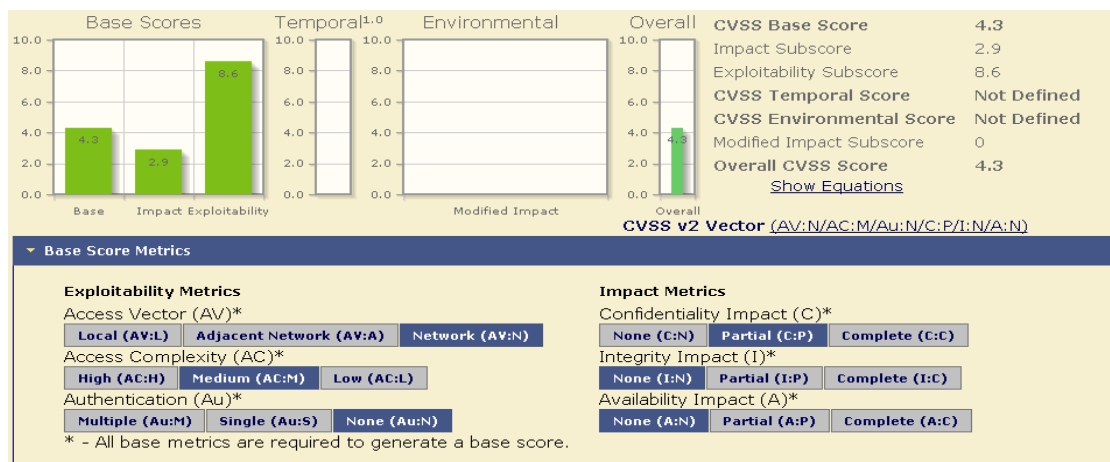 Base Scores
10.0
8.0
6.0
4.0
2.0
0.0
4.3
2.9
8.6
Base
Impact
Exploitability
Temporal
1.0
10.0
8.0
6.0
4.0
2.0
0.0
Environmental
10.0
8.0
6.0
4.0
2.0
0.0
Modified Impact
Overall
10.0
8.0
6.0
4.0
2.0
0.0
4.3
Overall
CVSS Base Score 4.3
Impact Subscore 2.9
Exploitability Subscore 8.6
CVSS Temporal Score Not Defined
CVSS Environmental Score Not Defined
Modified Impact Subscore 0
Overall CVSS Score 4.3
Show Equations
CVSS v2 Vector (AV:N/AC:M/Au:N/C:P/I:N/A:N)
Base Score Metrics
Exploitability Metrics
Access Vector (AV)*
Local (AV:L) Adjacent Network (AV:A) Network (AV:N)
Access Complexity (AC)*
High (AC:H) Medium (AC:M) Low (AC:L)
Authentication (Au)*
Multiple (Au:M) Single (Au:S) None (Au:N)
* - All base metrics are required to generate a base score.
Impact Metrics
Confidentiality Impact (C)*
None (C:N) Partial (C:P) Complete (C:C)
Integrity Impact (I)*
None (I:N) Partial (I:P) Complete (I:C)
Availability Impact (A)*
None (A:N) Partial (A:P) Complete (A:C)